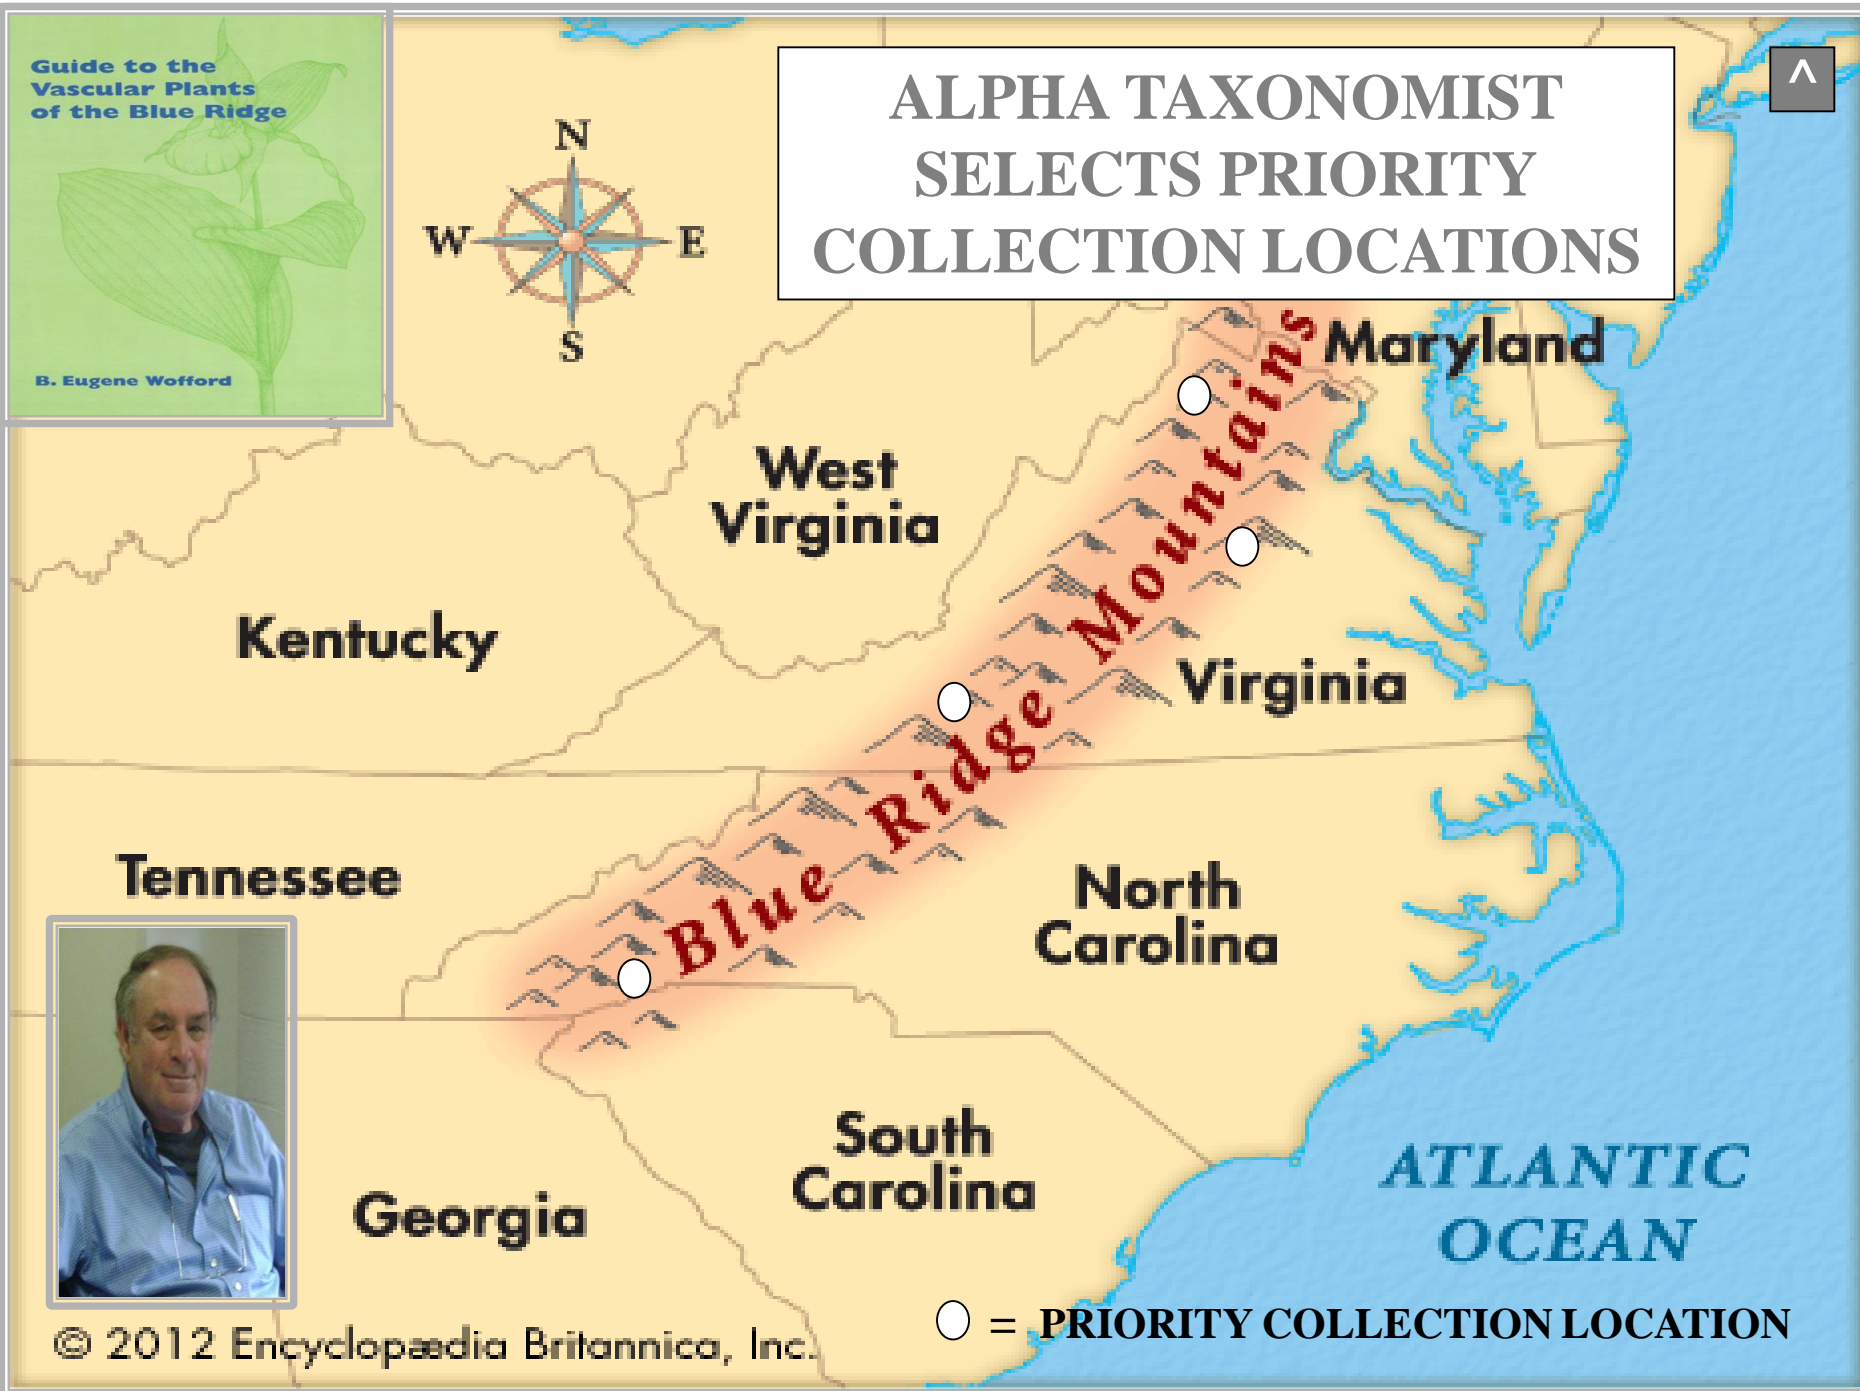 Guide to the
Vascular Plants
of the Blue Ridge
B. Eugene Wofford
ALPHA TAXONOMIST
SELECTS PRIORITY
COLLECTION LOCATIONS
^
N
W
E
S
Maryland
West
Virginia
Kentucky
Virginia
Blue Ridge Mountains
Tennessee
North
Carolina
South
Carolina
Georgia
ATLANTIC
OCEAN
= PRIORITY COLLECTION LOCATION
© 2012 Encyclopædia Britannica, Inc.